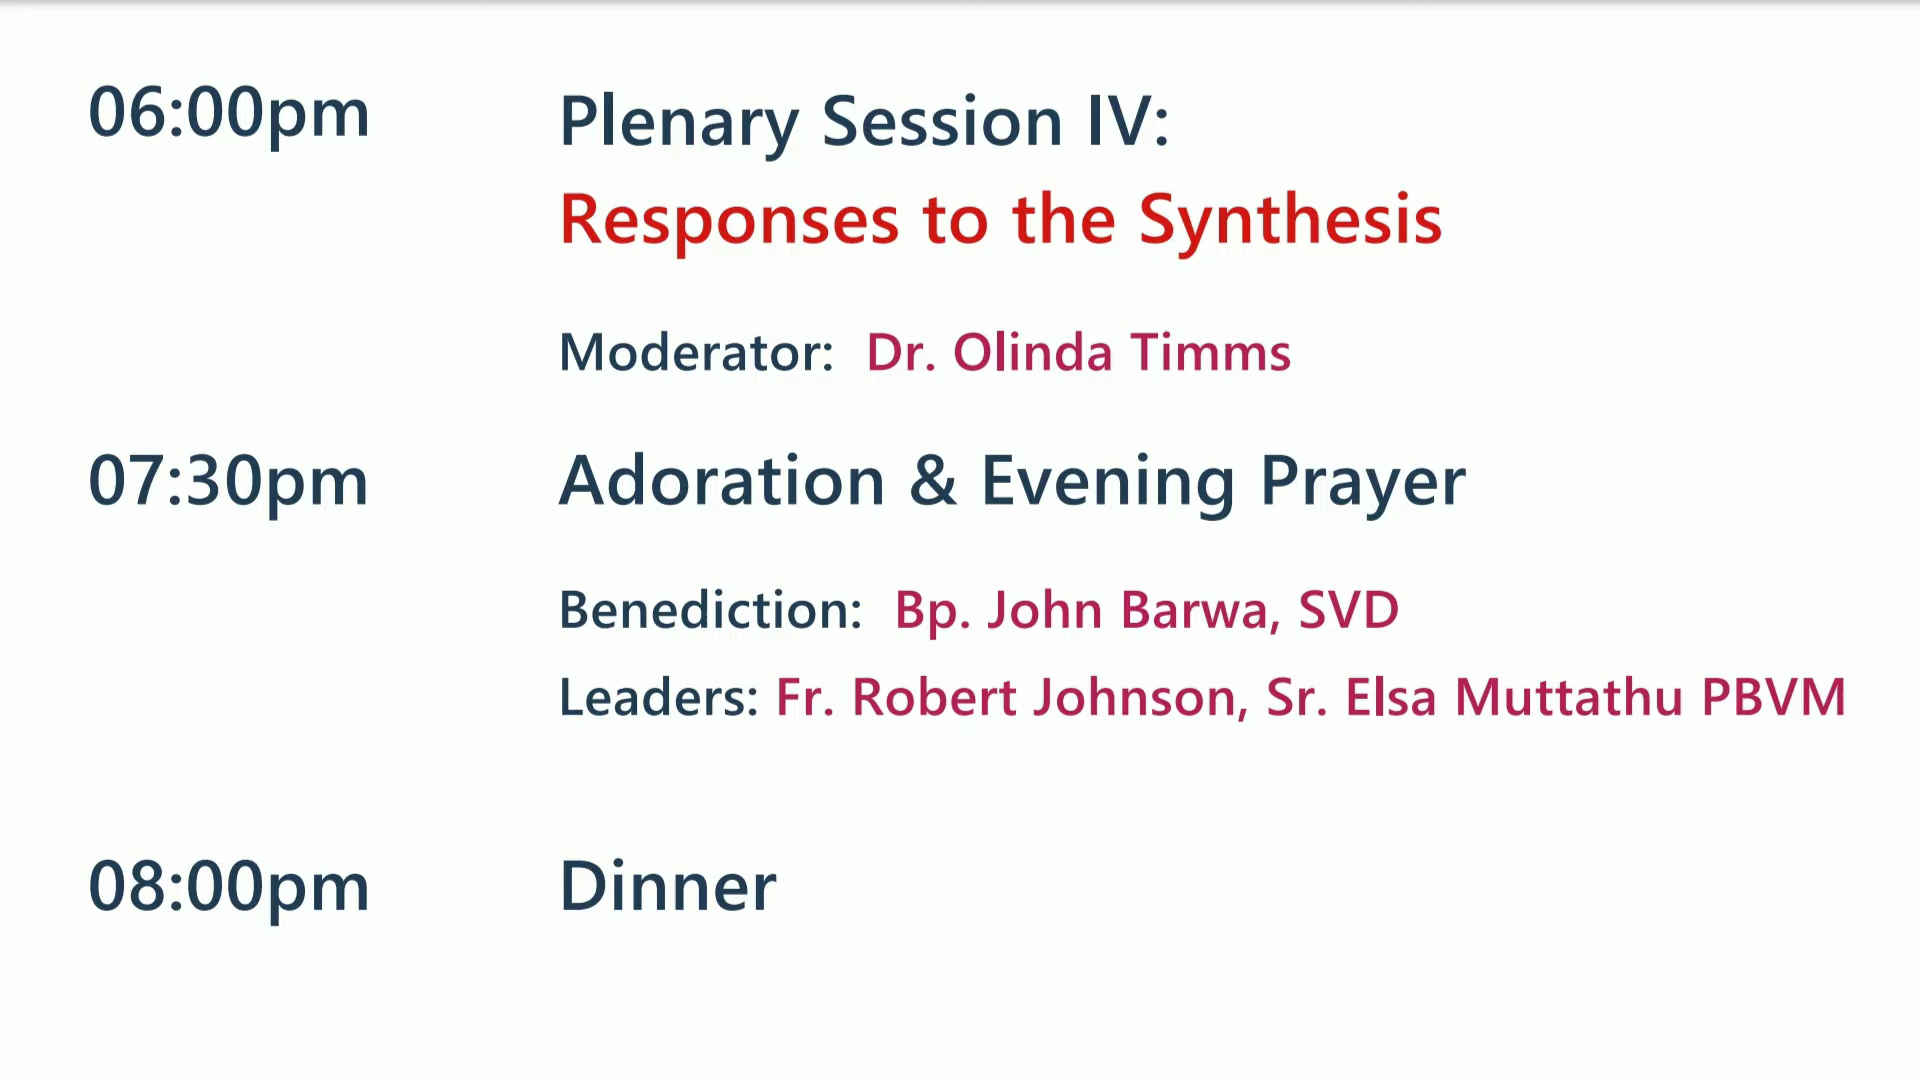 06:00pm Plenary Session IV:
Responses to the Synthesis
Moderator: Dr. Olinda Timms
07:30pm Adoration & Evening Prayer
Benediction: Bp. John Barwa, SVD
Leaders: Fr. Robert Johnson, Sr. Elsa Muttathu PBVM
08:00pm Dinner